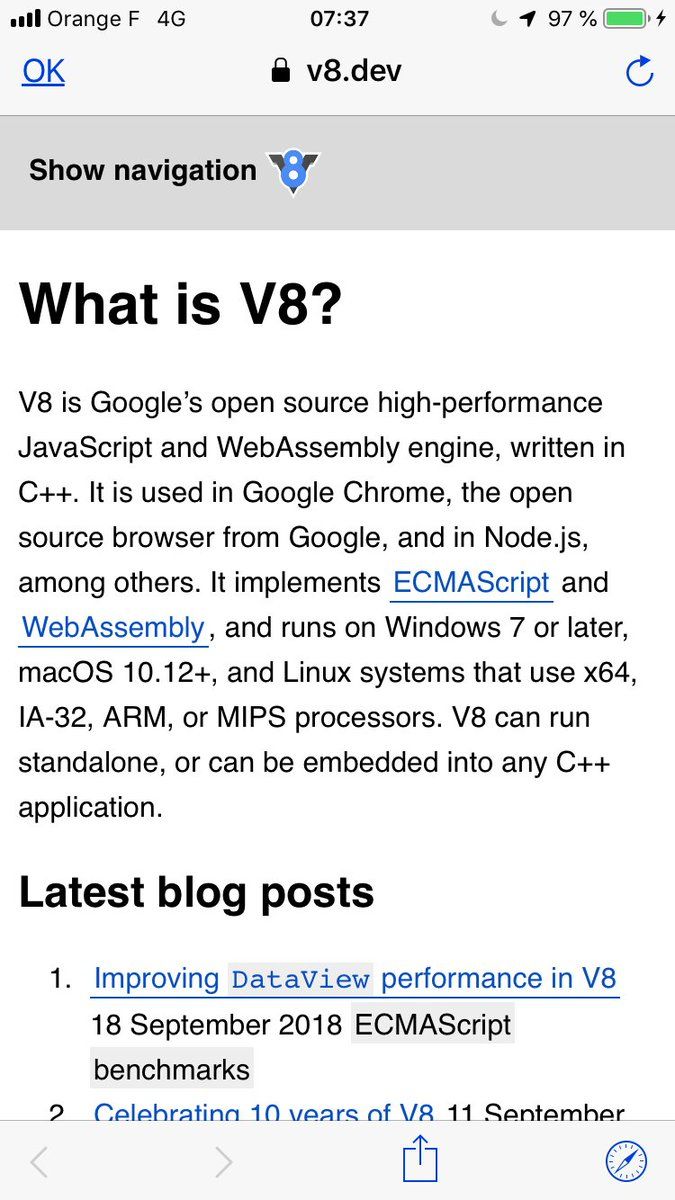 Orange F 4G 07:37 97 %
OK v8.dev
Show navigation
What is V8?
V8 is Google’s open source high-performance
JavaScript and WebAssembly engine, written in
C++. It is used in Google Chrome, the open
source browser from Google, and in Node.js,
among others. It implements ECMAScript and
WebAssembly, and runs on Windows 7 or later,
macOS 10.12+, and Linux systems that use x64,
IA-32, ARM, or MIPS processors. V8 can run
standalone, or can be embedded into any C++
application.
Latest blog posts
1. Improving DataView performance in V8
18 September 2018 ECMAScript
benchmarks
2. Celebrating 10 years of V8 11 September